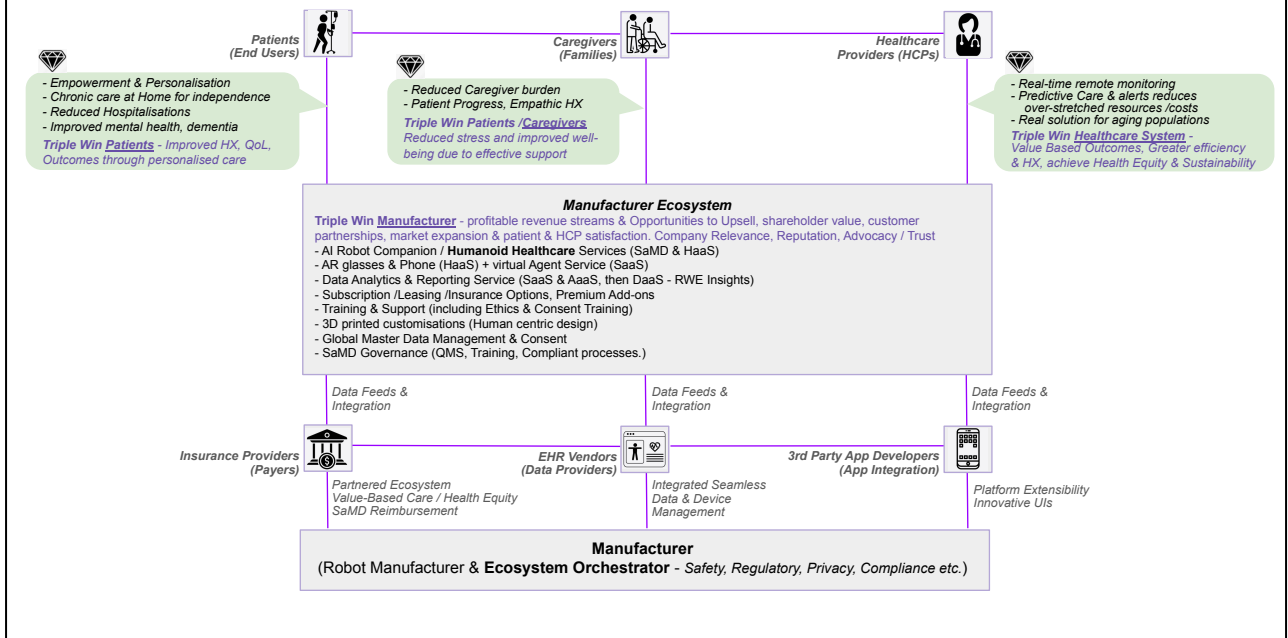 Patients
(End Users)
Caregivers
(Families)
Healthcare
Providers (HCPs)
- Empowerment & Personalisation
- Chronic care at Home for independence
- Reduced Hospitalisations
- Improved mental health, dementia
Triple Win Patients - Improved HX, QoL,
Outcomes through personalised care
- Reduced Caregiver burden
- Patient Progress, Empathic HX
Triple Win Patients /Caregivers
Reduced stress and improved well-
being due to effective support
- Real-time remote monitoring
- Predictive Care & alerts reduces
over-stretched resources /costs
- Real solution for aging populations
Triple Win Healthcare System -
Value Based Outcomes, Greater efficiency
& HX, achieve Health Equity & Sustainability
Manufacturer Ecosystem
Triple Win Manufacturer - profitable revenue streams & Opportunities to Upsell, shareholder value, customer
partnerships, market expansion & patient & HCP satisfaction. Company Relevance, Reputation, Advocacy / Trust
- AI Robot Companion / Humanoid Healthcare Services (SaMD & HaaS)
- AR glasses & Phone (HaaS) + virtual Agent Service (SaaS)
- Data Analytics & Reporting Service (SaaS & AaaS, then DaaS - RWE Insights)
- Subscription /Leasing /Insurance Options, Premium Add-ons
- Training & Support (including Ethics & Consent Training)
- 3D printed customisations (Human centric design)
- Global Master Data Management & Consent
- SaMD Governance (QMS, Training, Compliant processes.)
Data Feeds &
Integration
Data Feeds &
Integration
Data Feeds &
Integration
Insurance Providers
(Payers)
EHR Vendors
(Data Providers)
3rd Party App Developers
(App Integration)
Partnered Ecosystem
Value-Based Care / Health Equity
SaMD Reimbursement
Integrated Seamless
Data & Device
Management
Platform Extensibility
Innovative UIs
Manufacturer
(Robot Manufacturer & Ecosystem Orchestrator - Safety, Regulatory, Privacy, Compliance etc.)